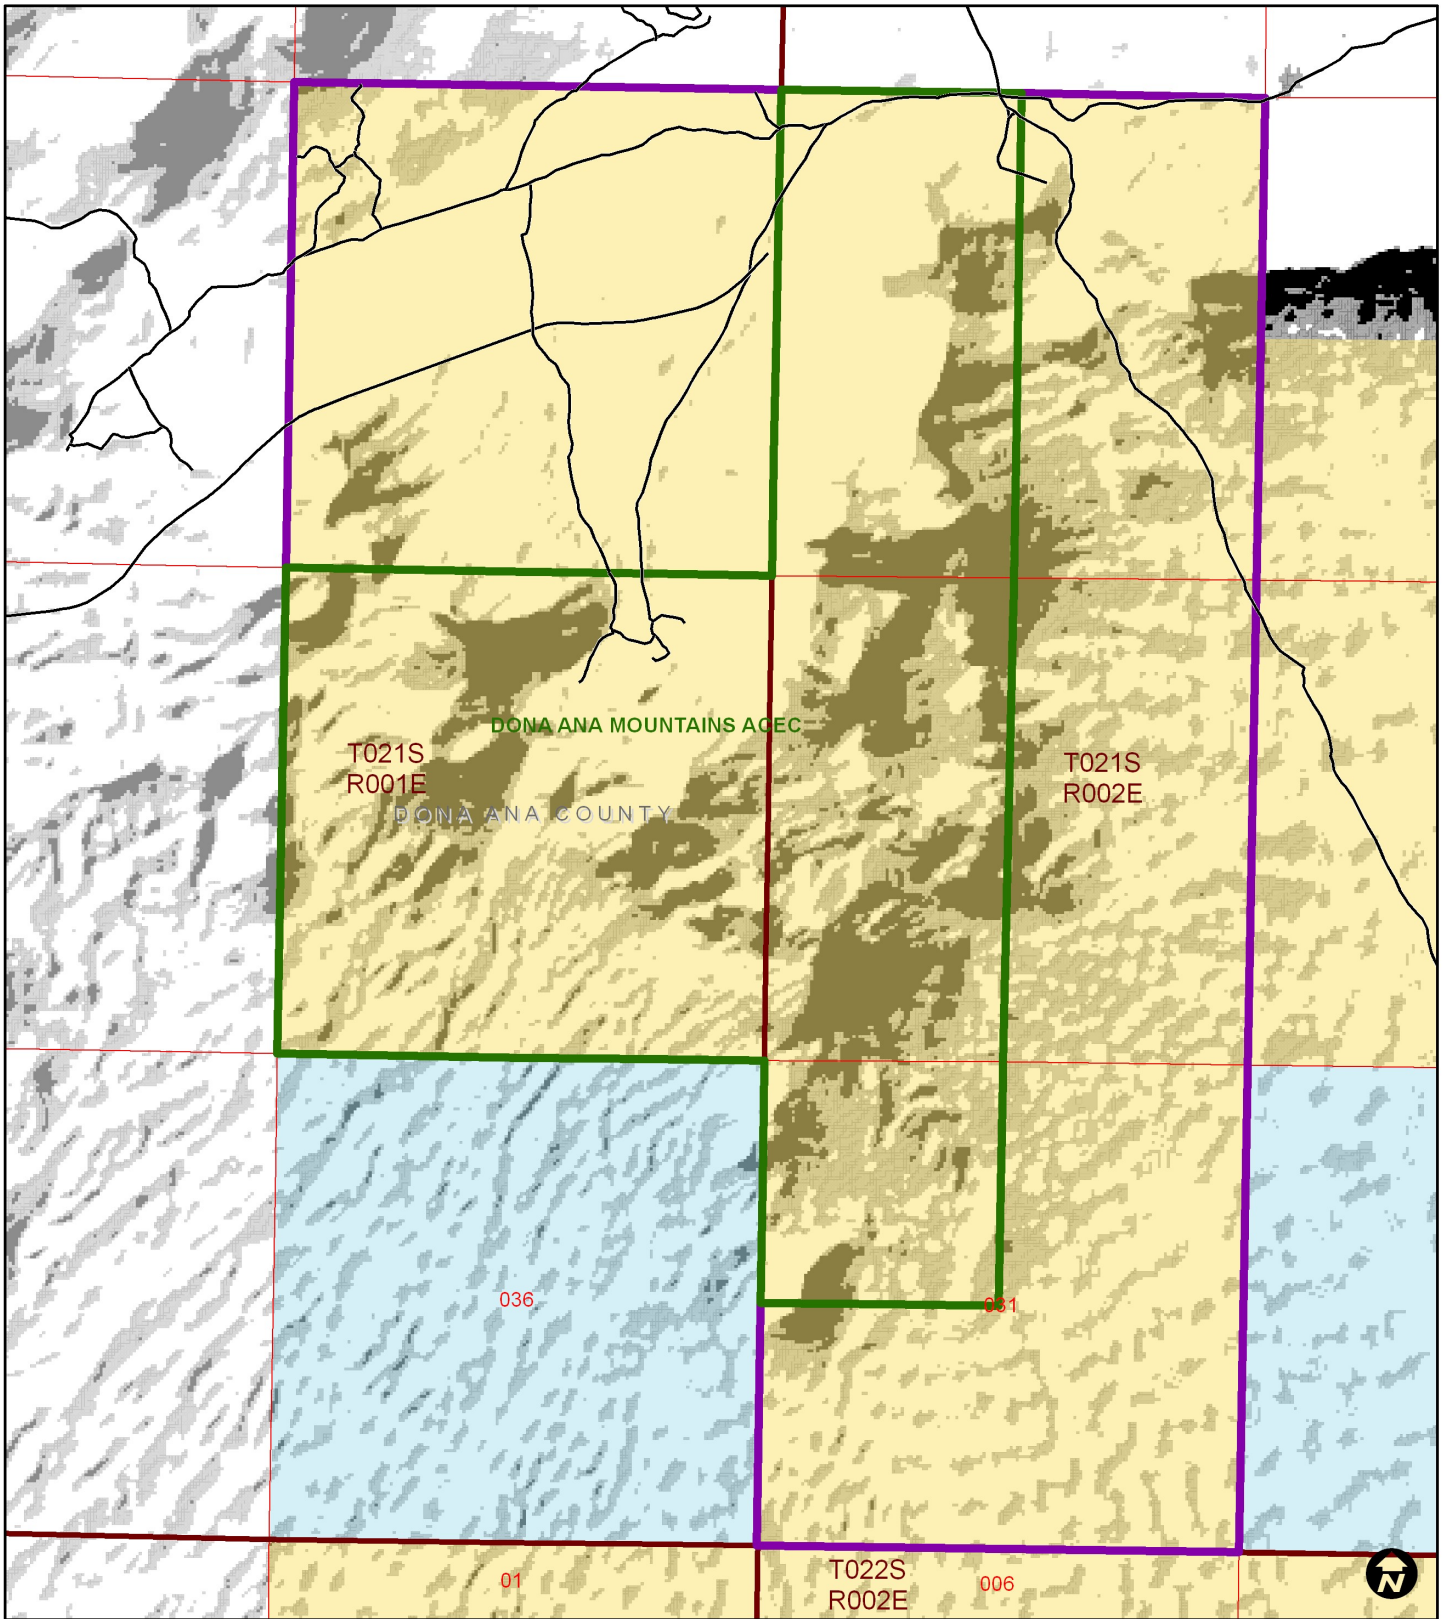 DONA ANA MOUNTAINS ACEC
T021S
R001E
T021S
R002E
DONA ANA COUNTY
036
031
01
T022S
R002E
006
N